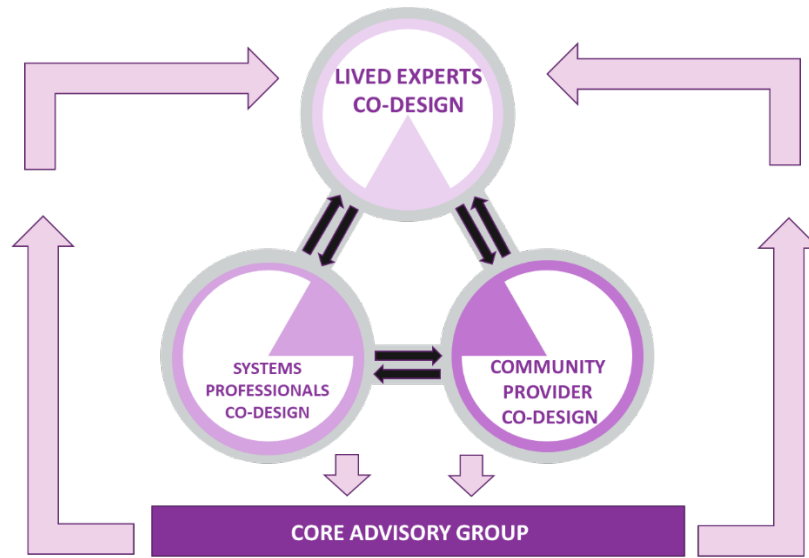 LIVED EXPERTS
CO-DESIGN
SYSTEMS
PROFESSIONALS
CO-DESIGN
COMMUNITY
PROVIDER
CO-DESIGN
CORE ADVISORY GROUP